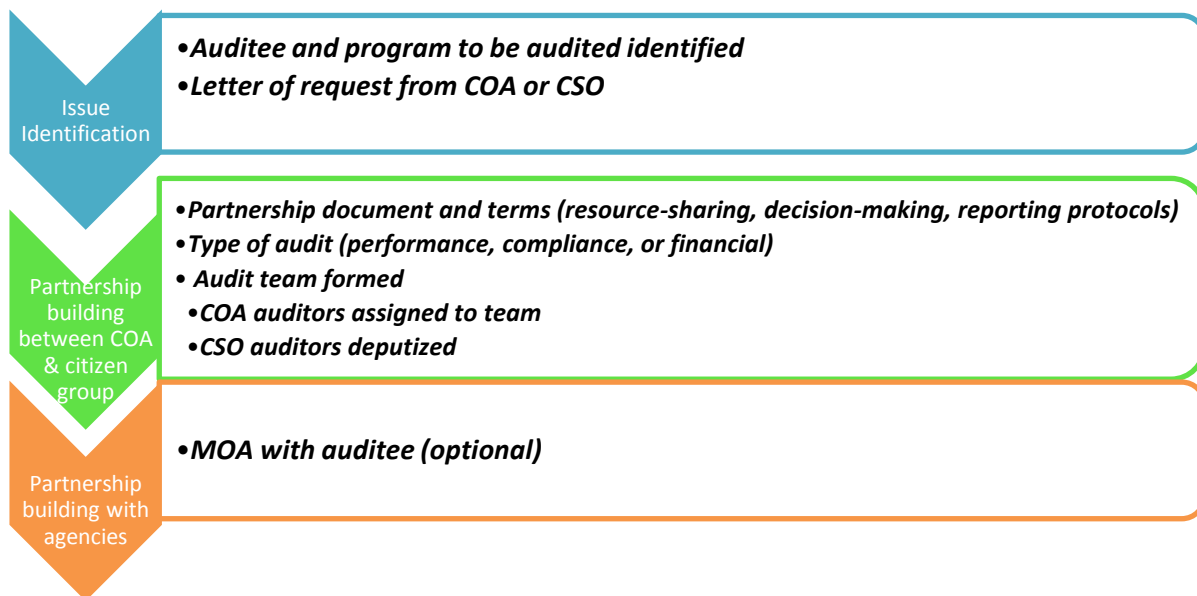 Issue
Identification
•Auditee and program to be audited identified
•Letter of request from COA or CSO
Partnership
building
between COA
& citizen
group
•Partnership document and terms (resource-sharing, decision-making, reporting protocols)
•Type of audit (performance, compliance, or financial)
• Audit team formed
•COA auditors assigned to team
•CSO auditors deputized
Partnership
building with
agencies
•MOA with auditee (optional)